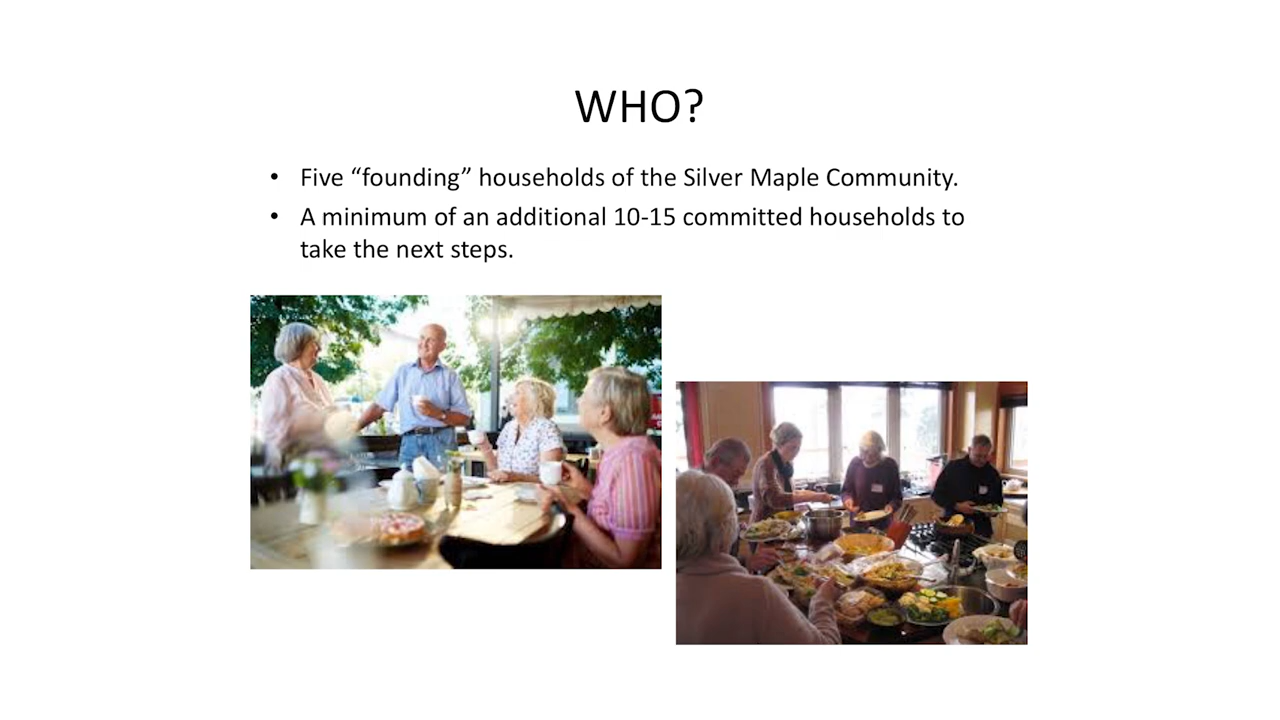 WHO?
• Five “founding” households of the Silver Maple Community.
• A minimum of an additional 10-15 committed households to
take the next steps.